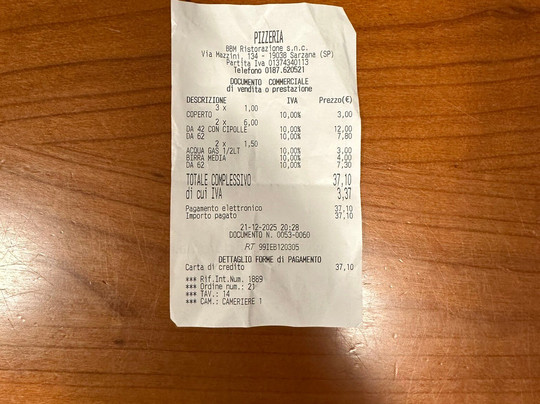 PIZZERIA
BBM Ristorazione s.n.c.
Via Mazzini, 134 - 19038 Sarzana (SP)
Partita Iva 01374340113
Telefono 0187.620521
DOCUMENTO COMMERCIALE
di vendita o prestazione
DESCRIZIONE IVA Prezzo(€)
3 x 1,00
COPERTO 10,00% 3,00
2 x 6,00
DA 42 CON CIPOLLE 10,00% 12,00
DA 62 10,00% 7,80
2 x 1,50
ACQUA GAS 1/2LT 10,00% 3,00
BIRRA MEDIA 10,00% 4,00
DA 62 10,00% 7,30
TOTALE COMPLESSIVO 37,10
di cui IVA 3,37
Pagamento elettronico 37,10
Importo pagato 37,10
21-12-2025 20:28
DOCUMENTO N. 0053-0060
RT 99IEB120305
DETTAGLIO FORME di PAGAMENTO
Carta di credito 37,10
*** Rif.Int.Num. 1869
*** Ordine num.: 21
*** TAV.: 14
*** CAM.: CAMERIERE 1